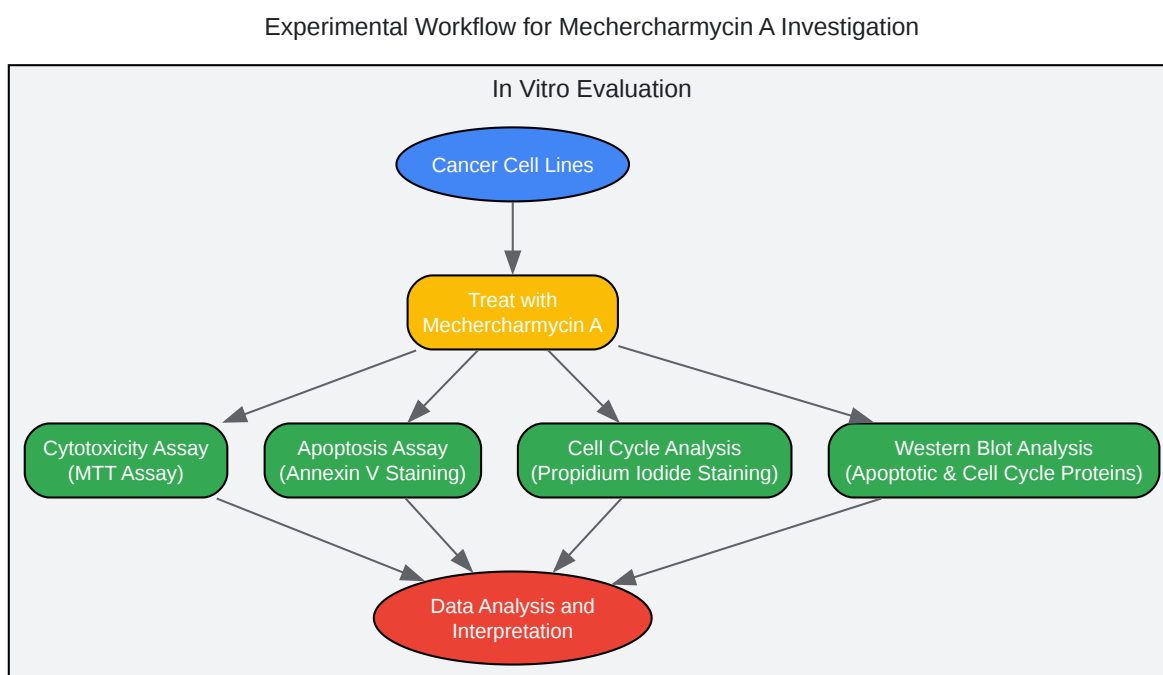 Experimental Workflow for Mechercharmycin A Investigation
In Vitro Evaluation
Cancer Cell Lines
Treat with
Mechercharmycin A
Cytotoxicity Assay
(MTT Assay)
Apoptosis Assay
(Annexin V Staining)
Cell Cycle Analysis
(Propidium Iodide Staining)
Western Blot Analysis
(Apoptotic & Cell Cycle Proteins)
Data Analysis and
Interpretation